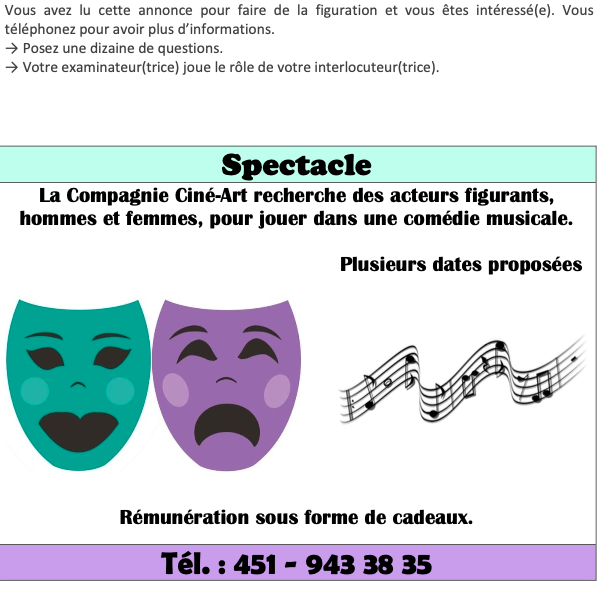 Vous avez lu cette annonce pour faire de la figuration et vous êtes intéressé(e). Vous
téléphonez pour avoir plus d’informations.
→ Posez une dizaine de questions.
→ Votre examinateur(trice) joue le rôle de votre interlocuteur(trice).
Spectacle
La Compagnie Ciné-Art recherche des acteurs figurants,
hommes et femmes, pour jouer dans une comédie musicale.
Plusieurs dates proposées
Rémunération sous forme de cadeaux.
Tél. : 451 - 943 38 35